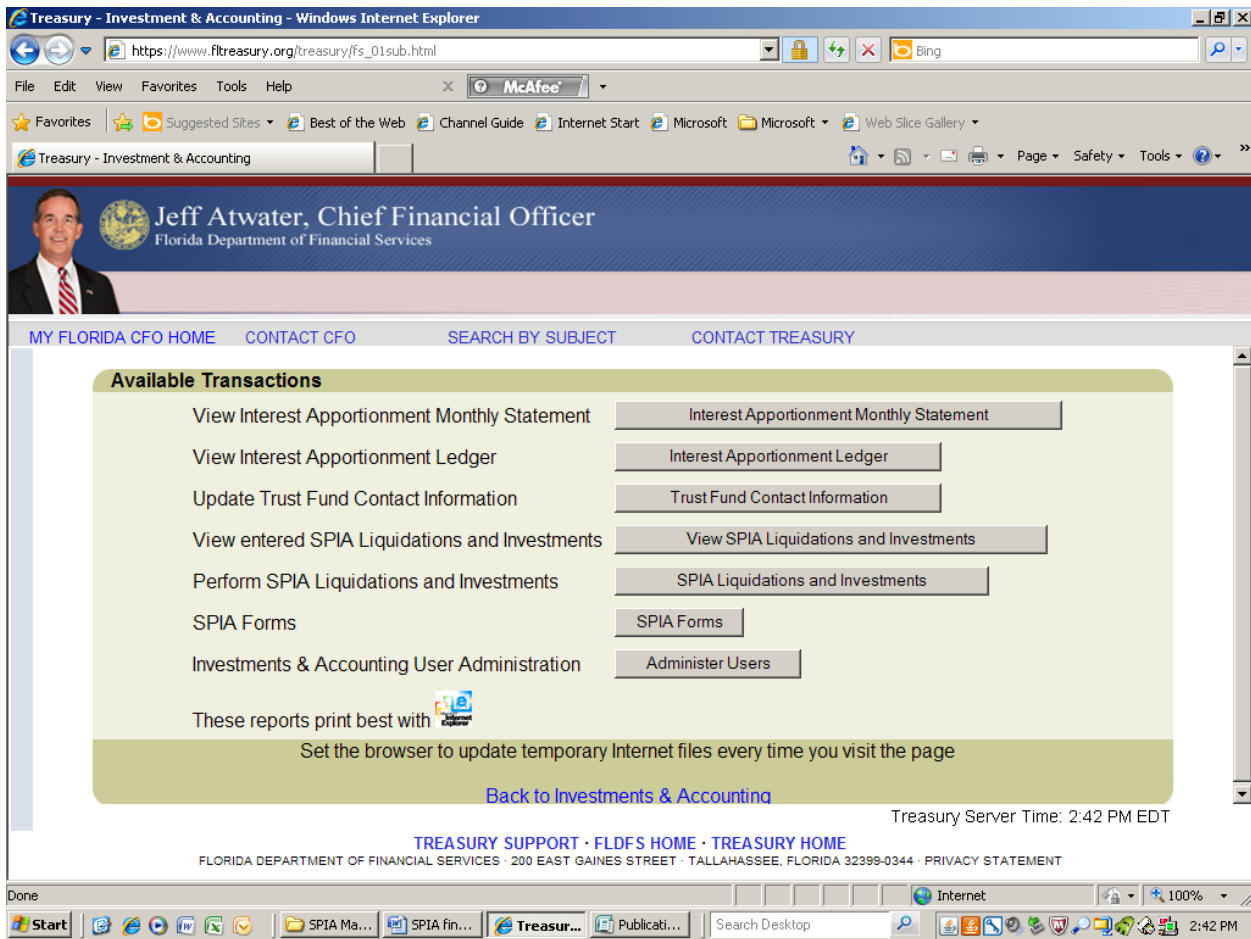 Treasury - Investment & Accounting - Windows Internet Explorer
https://www.fltreasury.org/treasury/fs_01sub.html
Bing
File Edit View Favorites Tools Help
McAfee
Favorites Suggested Sites Best of the Web Channel Guide Internet Start Microsoft Microsoft Web Slice Gallery
Treasury - Investment & Accounting
Page Safety Tools
Jeff Atwater, Chief Financial Officer
Florida Department of Financial Services
MY FLORIDA CFO HOME CONTACT CFO SEARCH BY SUBJECT CONTACT TREASURY
Available Transactions
View Interest Apportionment Monthly Statement Interest Apportionment Monthly Statement
View Interest Apportionment Ledger Interest Apportionment Ledger
Update Trust Fund Contact Information Trust Fund Contact Information
View entered SPIA Liquidations and Investments View SPIA Liquidations and Investments
Perform SPIA Liquidations and Investments SPIA Liquidations and Investments
SPIA Forms SPIA Forms
Investments & Accounting User Administration Administer Users
These reports print best with Internet Explorer
Set the browser to update temporary Internet files every time you visit the page
Back to Investments & Accounting
Treasury Server Time: 2:42 PM EDT
TREASURY SUPPORT · FLDFS HOME · TREASURY HOME
FLORIDA DEPARTMENT OF FINANCIAL SERVICES · 200 EAST GAINES STREET · TALLAHASSEE, FLORIDA 32399-0344 · PRIVACY STATEMENT
Done Internet 100%
Start SPIA Ma... SPIA fin... Treasur... Publicati... Search Desktop 2:42 PM